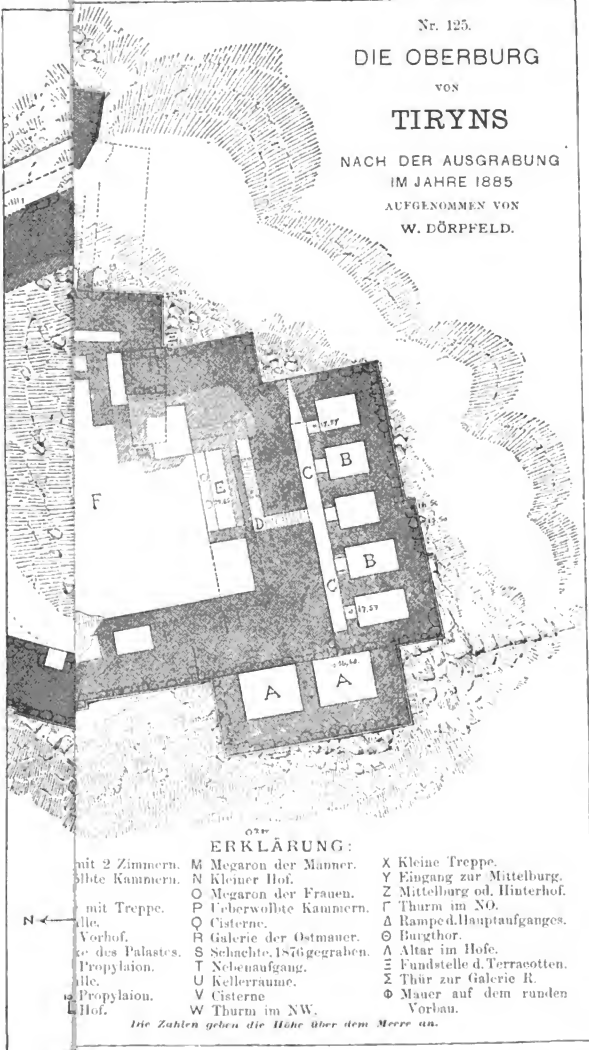 Nr. 125.
DIE OBERBURG
VON
TIRYNS
NACH DER AUSGRABUNG
IM JAHRE 1885
AUFGENOMMEN VON
W. DÖRPFELD.
B
C
E
F
D
B
C
A
A
N
ERKLÄRUNG:
mit 2 Zimmern.
Kammern.
mit Treppe.
Vorhof.
des Palastes.
Propylaion.
Propylaion.
Hof.
M Megaron der Männer.
N Kleiner Hof.
O Megaron der Frauen.
P Ueberwölbte Kammern.
Q Cisterne.
R Galerie der Ostmauer.
S Schachte, 1876 gegraben.
T Nebenaufgang.
U Kellerräume.
V Cisterne
W Thurm im NW.
X Kleine Treppe.
Y Eingang zur Mittelburg.
Z Mittelburg od. Hinterhof.
Γ Thurm im NO.
Δ Rampe d. Hauptaufganges.
Θ Burgthor.
Λ Altar im Hofe.
Ξ Fundstelle d. Terracotten.
Σ Thür zur Galerie R.
Φ Mauer auf dem runden
Vorbau.
Die Zahlen geben die Höhe über dem Meere an.